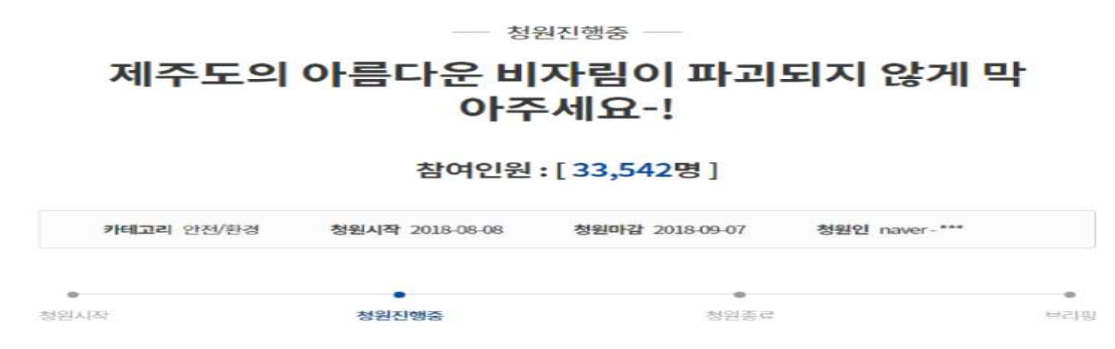 청원진행중
제주도의 아름다운 비자림이 파괴되지 않게 막
아주세요-!
참여인원 : [ 33,542명 ]
카테고리 안전/환경 청원시작 2018-08-08 청원마감 2018-09-07 청원인 naver - ***
청원시작 청원진행중 청원종료 브리핑